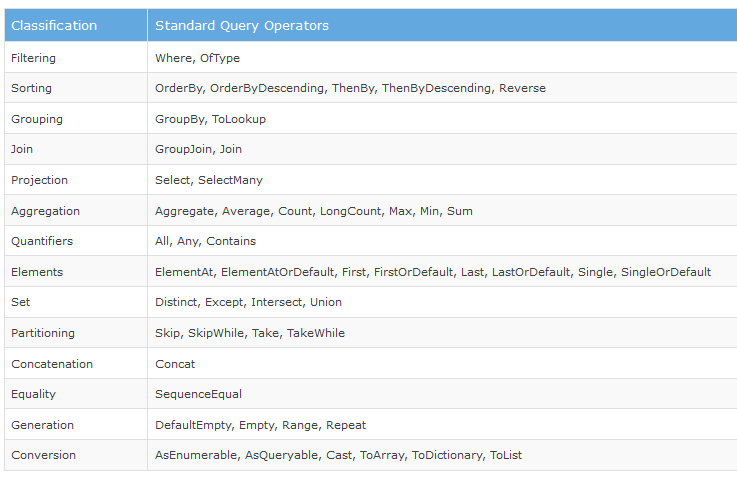 Classification Standard Query Operators
Filtering Where, OfType
Sorting OrderBy, OrderByDescending, ThenBy, ThenByDescending, Reverse
Grouping GroupBy, ToLookup
Join GroupJoin, Join
Projection Select, SelectMany
Aggregation Aggregate, Average, Count, LongCount, Max, Min, Sum
Quantifiers All, Any, Contains
Elements ElementAt, ElementAtOrDefault, First, FirstOrDefault, Last, LastOrDefault, Single, SingleOrDefault
Set Distinct, Except, Intersect, Union
Partitioning Skip, SkipWhile, Take, TakeWhile
Concatenation Concat
Equality SequenceEqual
Generation DefaultEmpty, Empty, Range, Repeat
Conversion AsEnumerable, AsQueryable, Cast, ToArray, ToDictionary, ToList